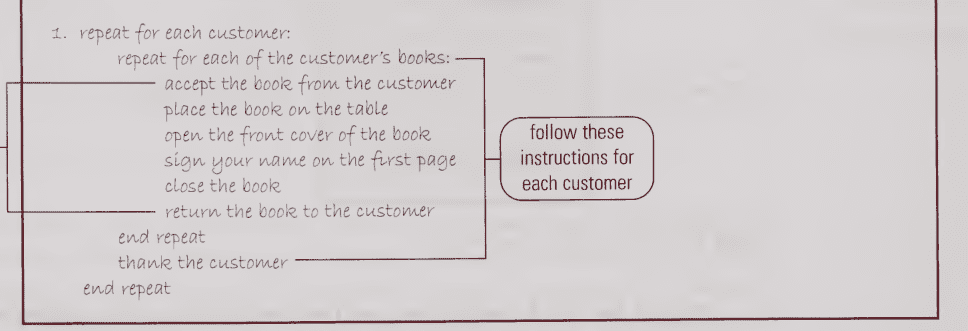 1. repeat for each customer:
repeat for each of the customer's books:
accept the book from the customer
place the book on the table
open the front cover of the book
sign your name on the first page
close the book
return the book to the customer
end repeat
thank the customer
end repeat
follow these
instructions for
each customer